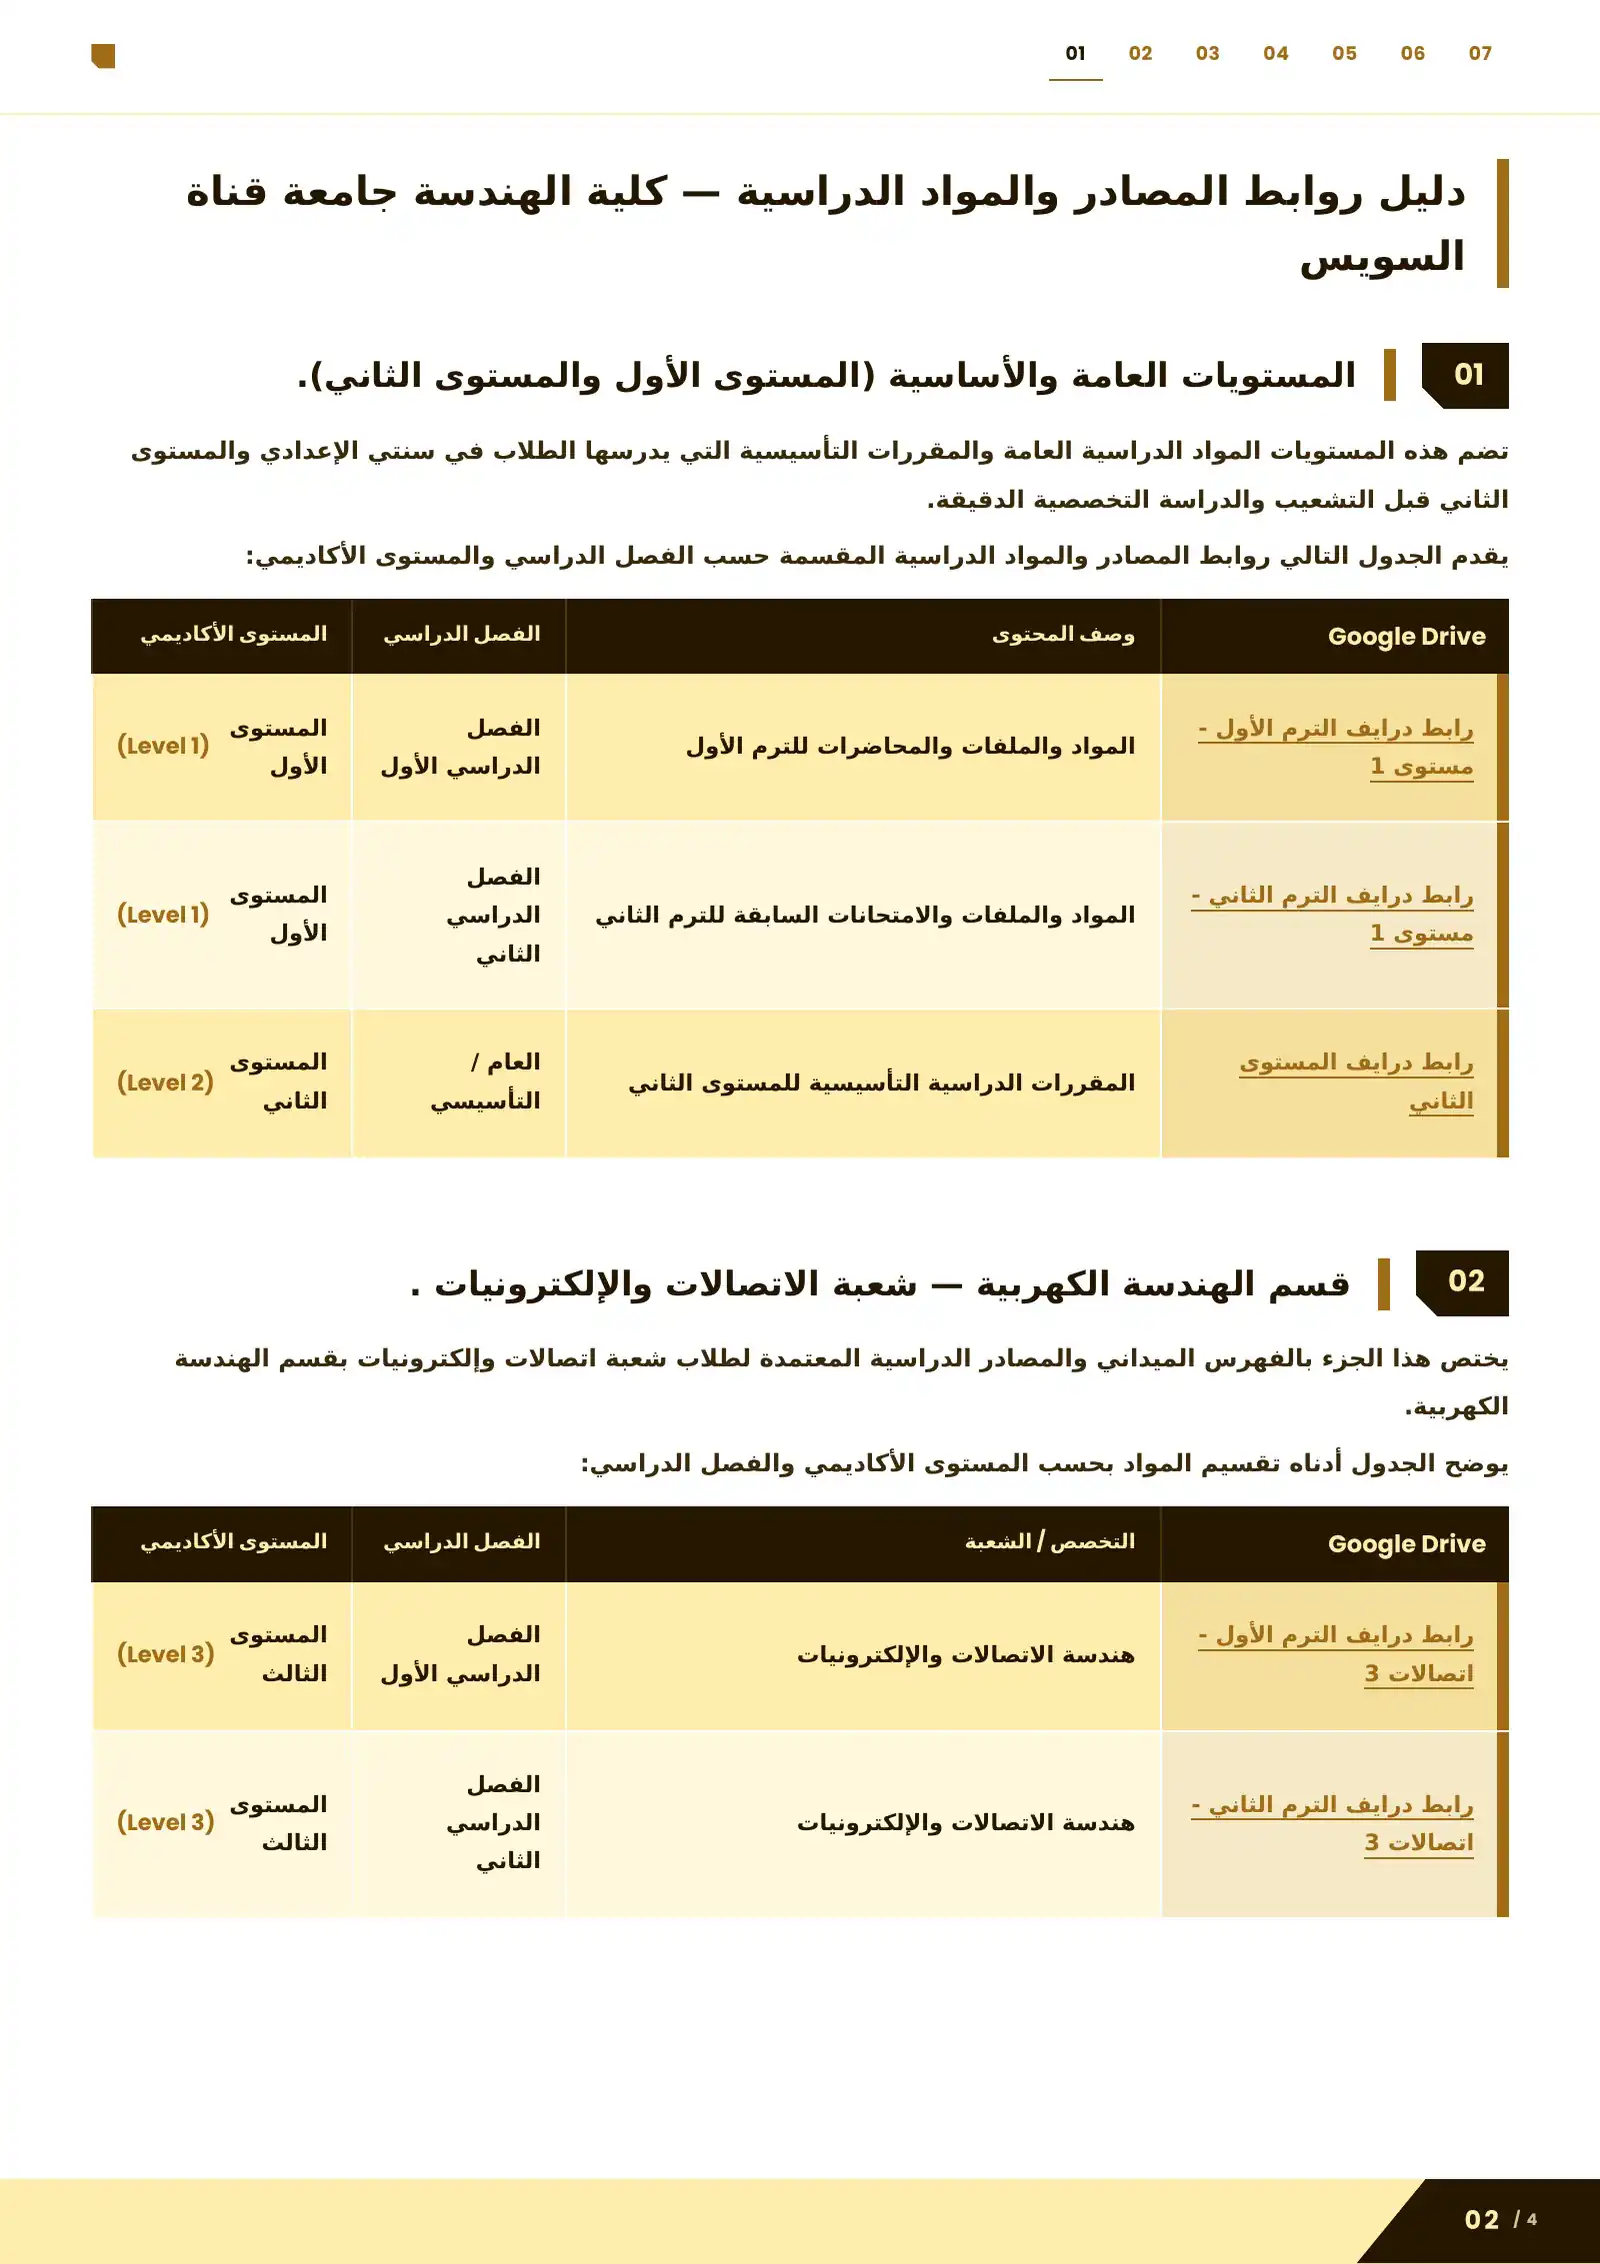 01 02 03 04 05 06 07
دليل روابط المصادر والمواد الدراسية — كلية الهندسة جامعة قناة
السويس
01
المستويات العامة والأساسية (المستوى الأول والمستوى الثاني).
تضم هذه المستويات المواد الدراسية العامة والمقررات التأسيسية التي يدرسها الطلاب في سنتي الإعدادي والمستوى
الثاني قبل التشعيب والدراسة التخصصية الدقيقة.
يقدم الجدول التالي روابط المصادر والمواد الدراسية المقسمة حسب الفصل الدراسي والمستوى الأكاديمي:
Google Drive
وصف المحتوى
الفصل الدراسي
المستوى الأكاديمي
رابط درايف الترم الأول -
مستوى 1
المواد والملفات والمحاضرات للترم الأول
الفصل
الدراسي الأول
المستوى
الأول
(Level 1)
رابط درايف الترم الثاني -
مستوى 1
المواد والملفات والامتحانات السابقة للترم الثاني
الفصل
الدراسي
الثاني
المستوى
الأول
(Level 1)
رابط درايف المستوى
الثاني
المقررات الدراسية التأسيسية للمستوى الثاني
العام /
التأسيسي
المستوى
الثاني
(Level 2)
02
قسم الهندسة الكهربية — شعبة الاتصالات والإلكترونيات .
يختص هذا الجزء بالفهرس الميداني والمصادر الدراسية المعتمدة لطلاب شعبة اتصالات وإلكترونيات بقسم الهندسة
الكهربية.
يوضح الجدول أدناه تقسيم المواد بحسب المستوى الأكاديمي والفصل الدراسي:
Google Drive
التخصص / الشعبة
الفصل الدراسي
المستوى الأكاديمي
رابط درايف الترم الأول -
اتصالات 3
هندسة الاتصالات والإلكترونيات
الفصل
الدراسي الأول
المستوى
الثالث
(Level 3)
رابط درايف الترم الثاني -
اتصالات 3
هندسة الاتصالات والإلكترونيات
الفصل
الدراسي
الثاني
المستوى
الثالث
(Level 3)
02 / 4